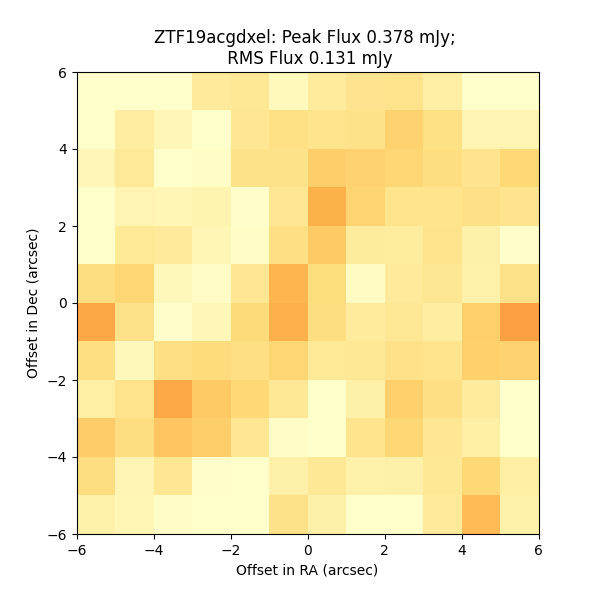 ZTF19acgdxel: Peak Flux 0.378 mJy;
RMS Flux 0.131 mJy
6
4
2
0
−2
−4
−6
Offset in Dec (arcsec)
−6 −4 −2 0 2 4 6
Offset in RA (arcsec)